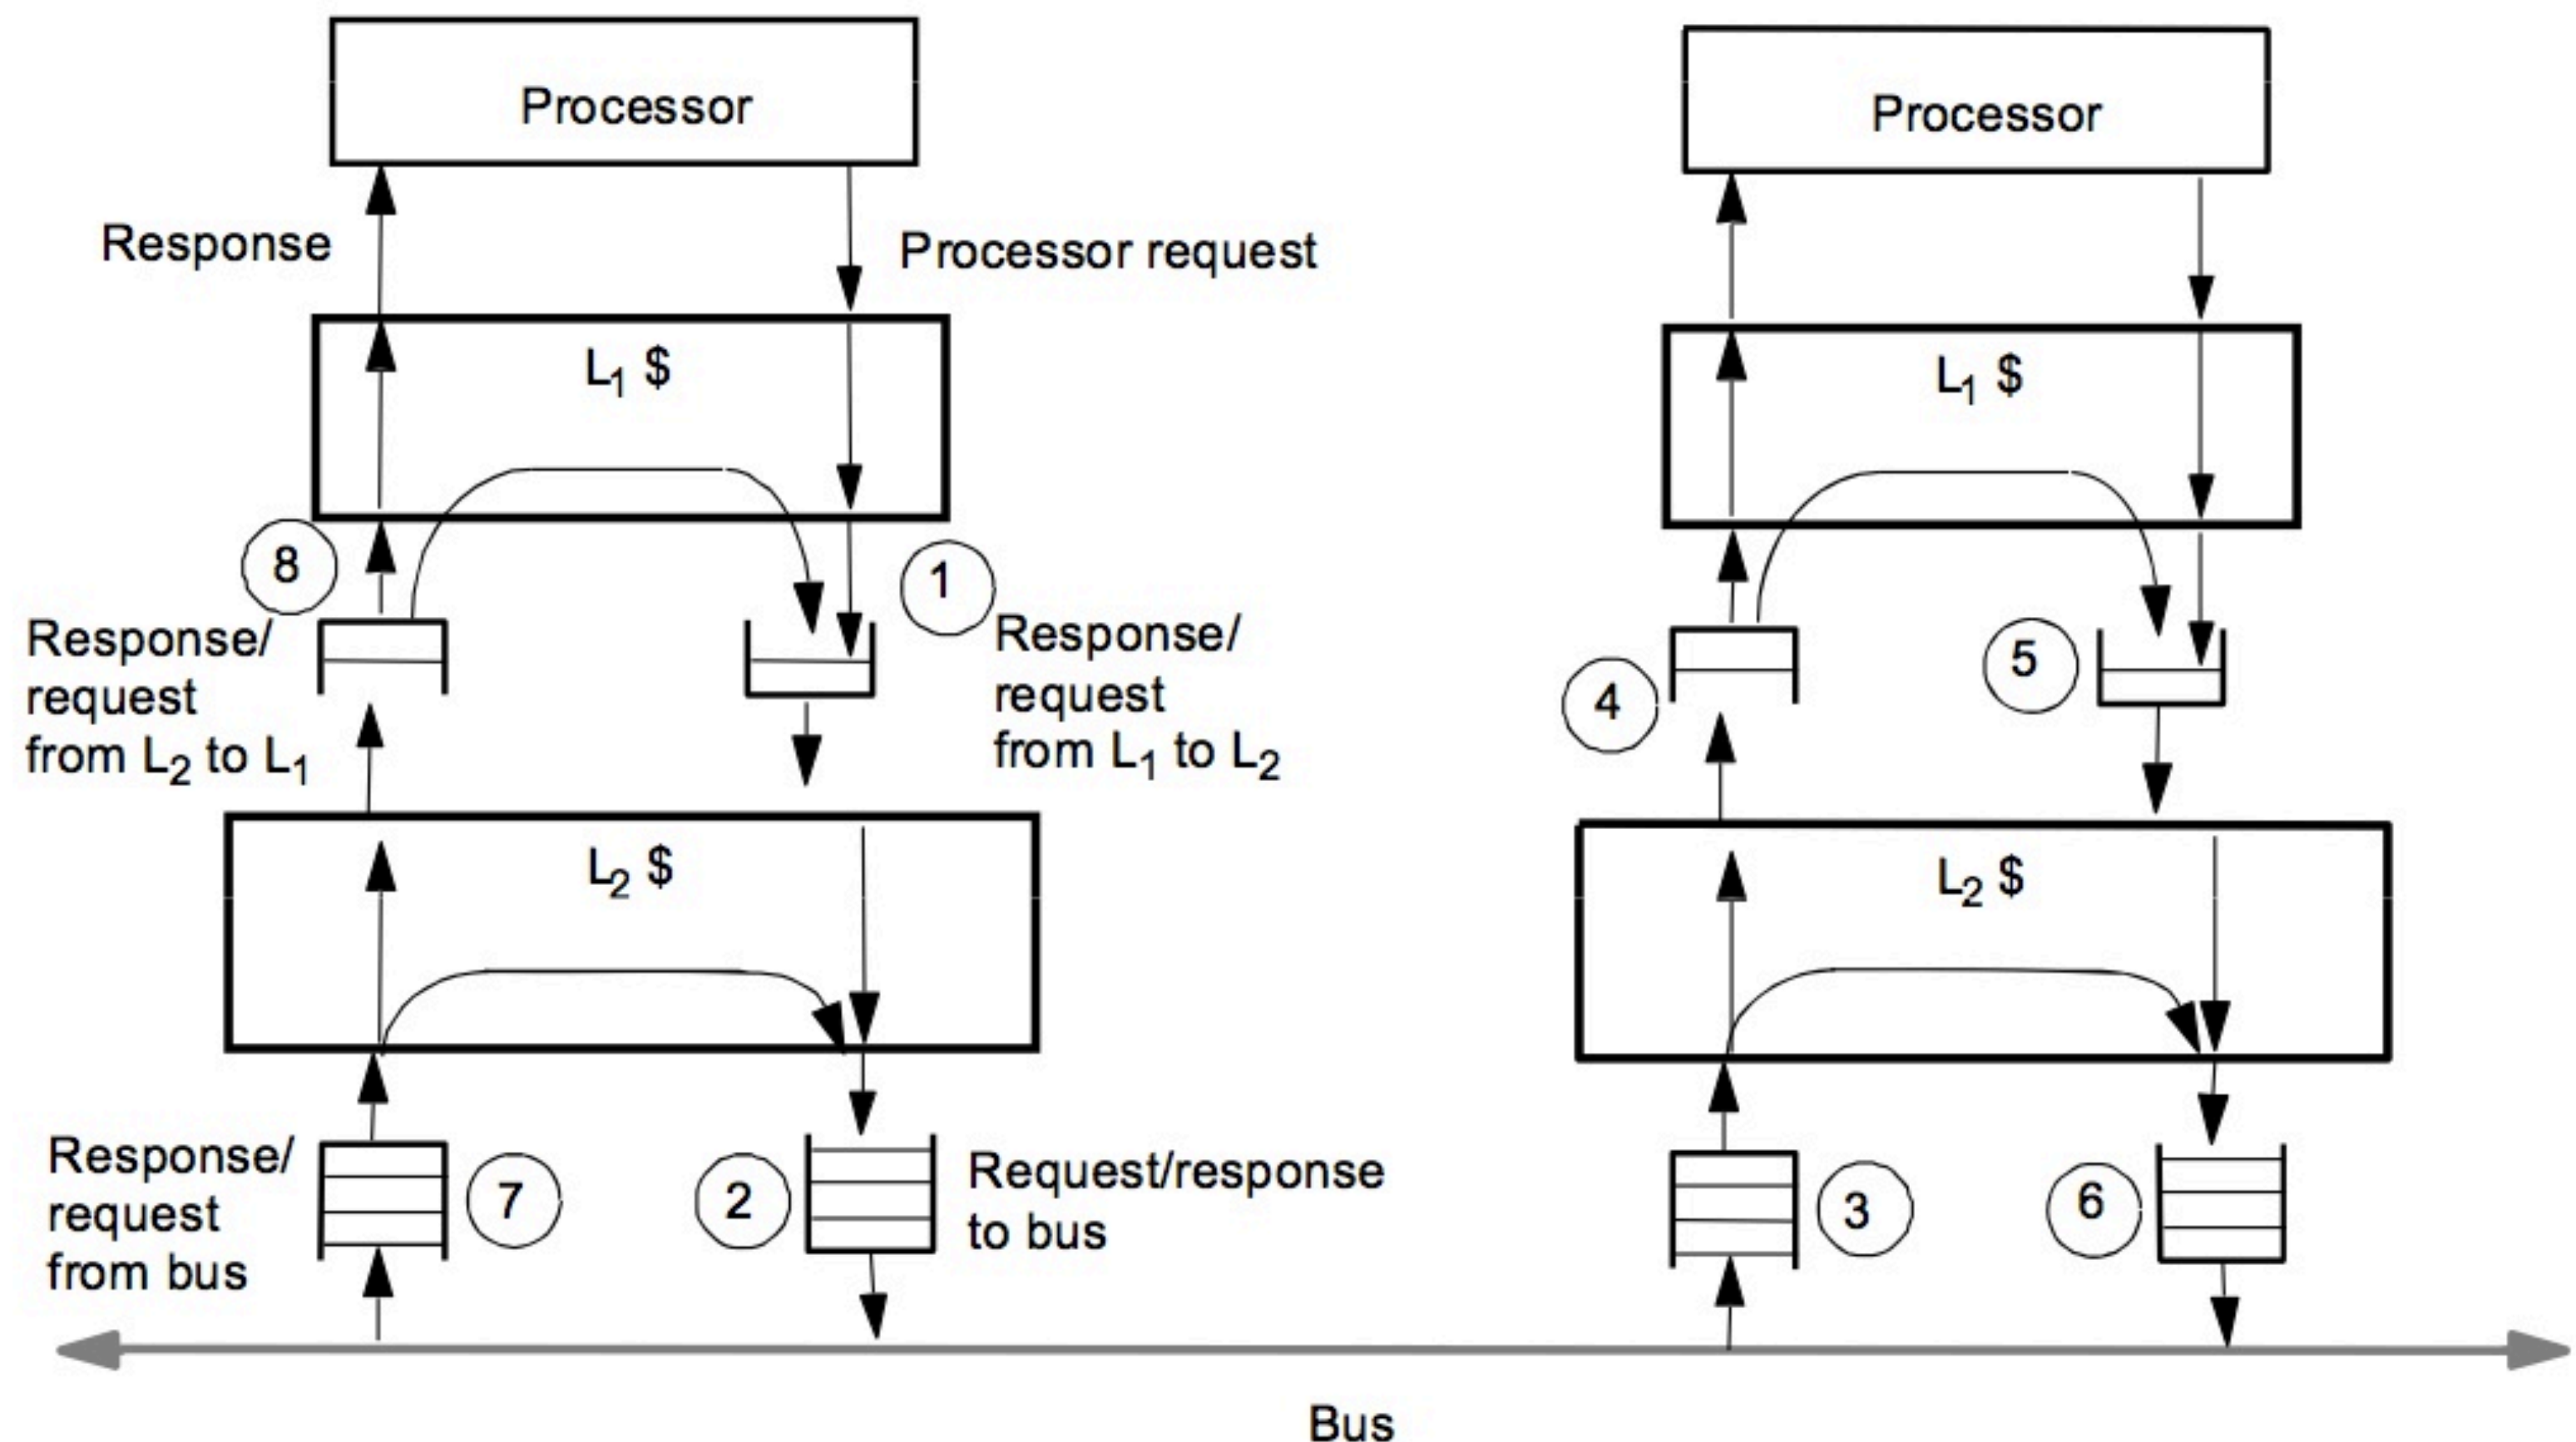 Processor
Processor
Response
Processor request
L1 $
L1 $
8
1
Response/
request
from L2 to L1
Response/
request
from L1 to L2
4
5
L2 $
L2 $
Response/
request
from bus
7
2
Request/response
to bus
3
6
Bus